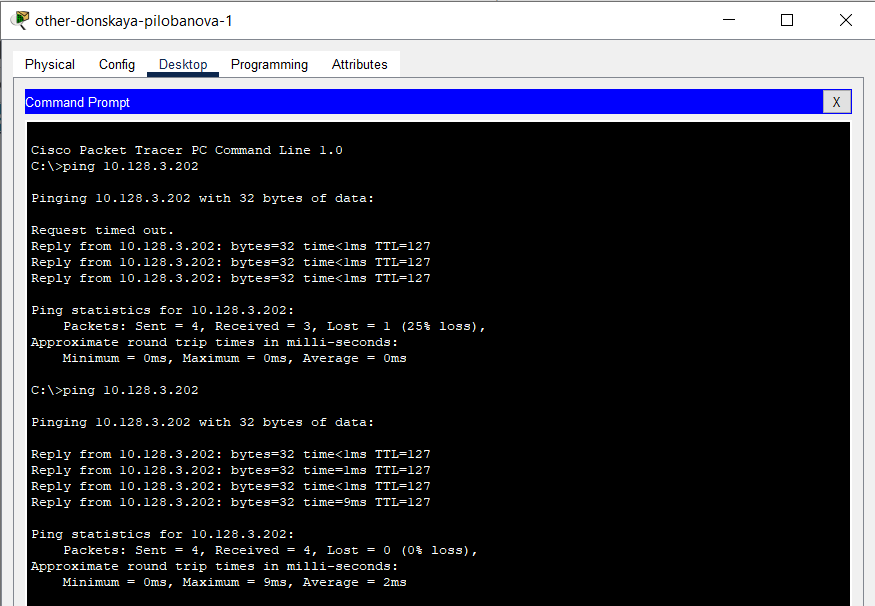 other-donskaya-pilobanova-1
Physical Config Desktop Programming Attributes
Command Prompt
X
Cisco Packet Tracer PC Command Line 1.0
C:\>ping 10.128.3.202
Pinging 10.128.3.202 with 32 bytes of data:
Request timed out.
Reply from 10.128.3.202: bytes=32 time<1ms TTL=127
Reply from 10.128.3.202: bytes=32 time<1ms TTL=127
Reply from 10.128.3.202: bytes=32 time<1ms TTL=127
Ping statistics for 10.128.3.202:
Packets: Sent = 4, Received = 3, Lost = 1 (25% loss),
Approximate round trip times in milli-seconds:
Minimum = 0ms, Maximum = 0ms, Average = 0ms
C:\>ping 10.128.3.202
Pinging 10.128.3.202 with 32 bytes of data:
Reply from 10.128.3.202: bytes=32 time<1ms TTL=127
Reply from 10.128.3.202: bytes=32 time=1ms TTL=127
Reply from 10.128.3.202: bytes=32 time<1ms TTL=127
Reply from 10.128.3.202: bytes=32 time=9ms TTL=127
Ping statistics for 10.128.3.202:
Packets: Sent = 4, Received = 4, Lost = 0 (0% loss),
Approximate round trip times in milli-seconds:
Minimum = 0ms, Maximum = 9ms, Average = 2ms